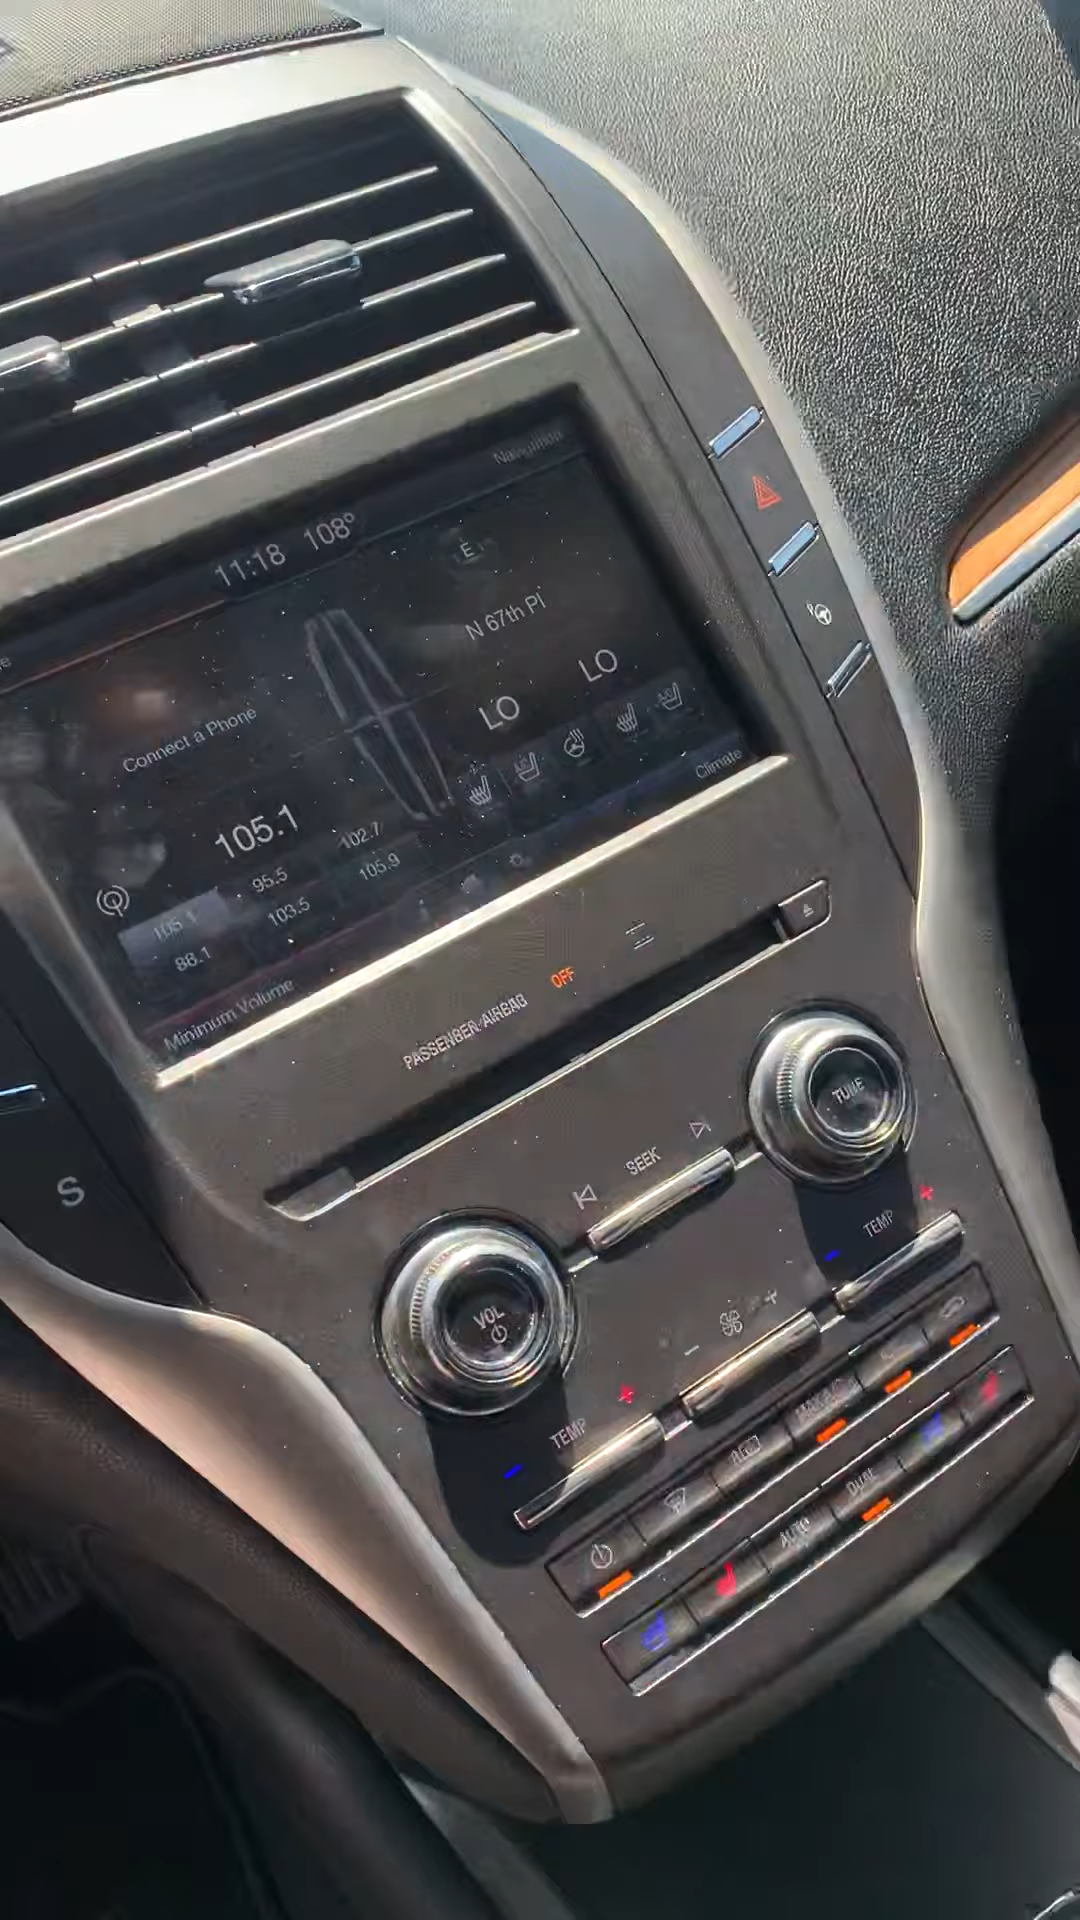 Navigation
11:18 108°
E
N 67th Pl
Connect a Phone
LO LO
Climate
105.1
105.1 95.5 102.7
88.1 103.5 105.9
Minimum Volume
PASSENGER AIRBAG OFF
S
TUNE
SEEK
VOL
TEMP
TEMP
MAX A/C
AUTO
DUAL